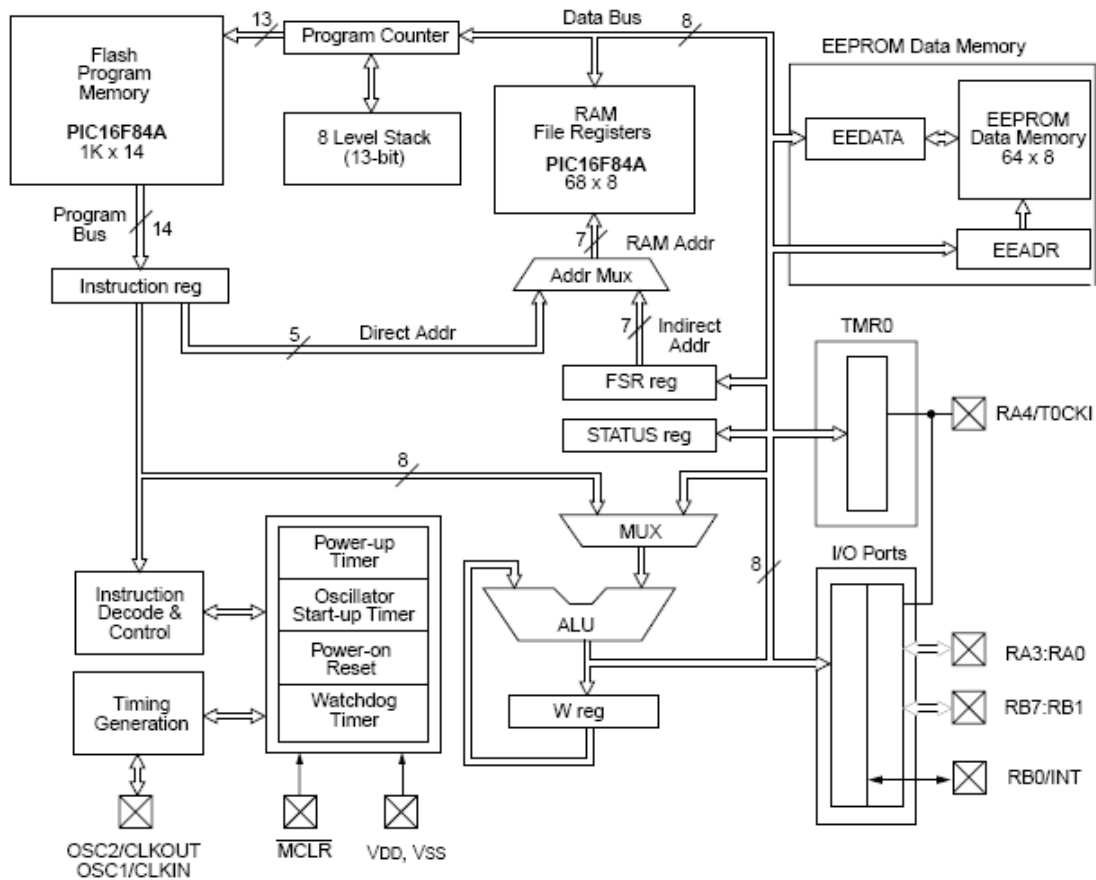 Flash
Program
Memory
PIC16F84A
1K x 14
13
Program Counter
8 Level Stack
(13-bit)
Data Bus
8
RAM
File Registers
PIC16F84A
68 x 8
EEPROM Data Memory
EEDATA
EEPROM
Data Memory
64 x 8
EEADR
Program
Bus
14
Instruction reg
7
RAM Addr
Addr Mux
5
Direct Addr
7
Indirect
Addr
FSR reg
STATUS reg
TMR0
RA4/T0CKI
8
MUX
8
I/O Ports
Power-up
Timer
Oscillator
Start-up Timer
Power-on
Reset
Watchdog
Timer
Instruction
Decode &
Control
Timing
Generation
ALU
W reg
RA3:RA0
RB7:RB1
RB0/INT
OSC2/CLKOUT
OSC1/CLKIN
MCLR
VDD, VSS